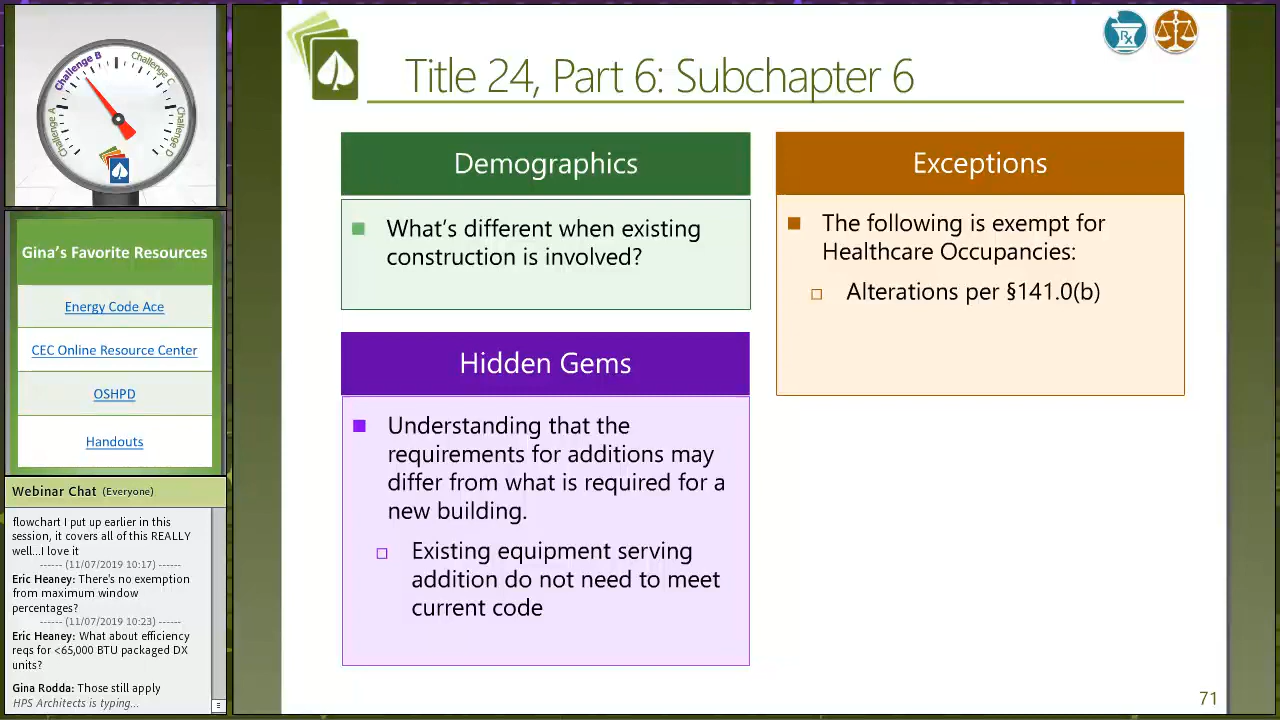 Challenge A
Challenge B
Challenge C
Challenge D
Gina's Favorite Resources
Energy Code Ace
CEC Online Resource Center
OSHPD
Handouts
Webinar Chat (Everyone)
flowchart I put up earlier in this
session, it covers all of this REALLY
well...I love it
------ (11/07/2019 10:17) ------
Eric Heaney: There's no exemption
from maximum window
percentages?
------ (11/07/2019 10:23) ------
Eric Heaney: What about efficiency
reqs for <65,000 BTU packaged DX
units?
Gina Rodda: Those still apply
HPS Architects is typing...
Rx
Title 24, Part 6: Subchapter 6
Demographics
What's different when existing
construction is involved?
Hidden Gems
Understanding that the
requirements for additions may
differ from what is required for a
new building.
Existing equipment serving
addition do not need to meet
current code
Exceptions
The following is exempt for
Healthcare Occupancies:
Alterations per §141.0(b)
71